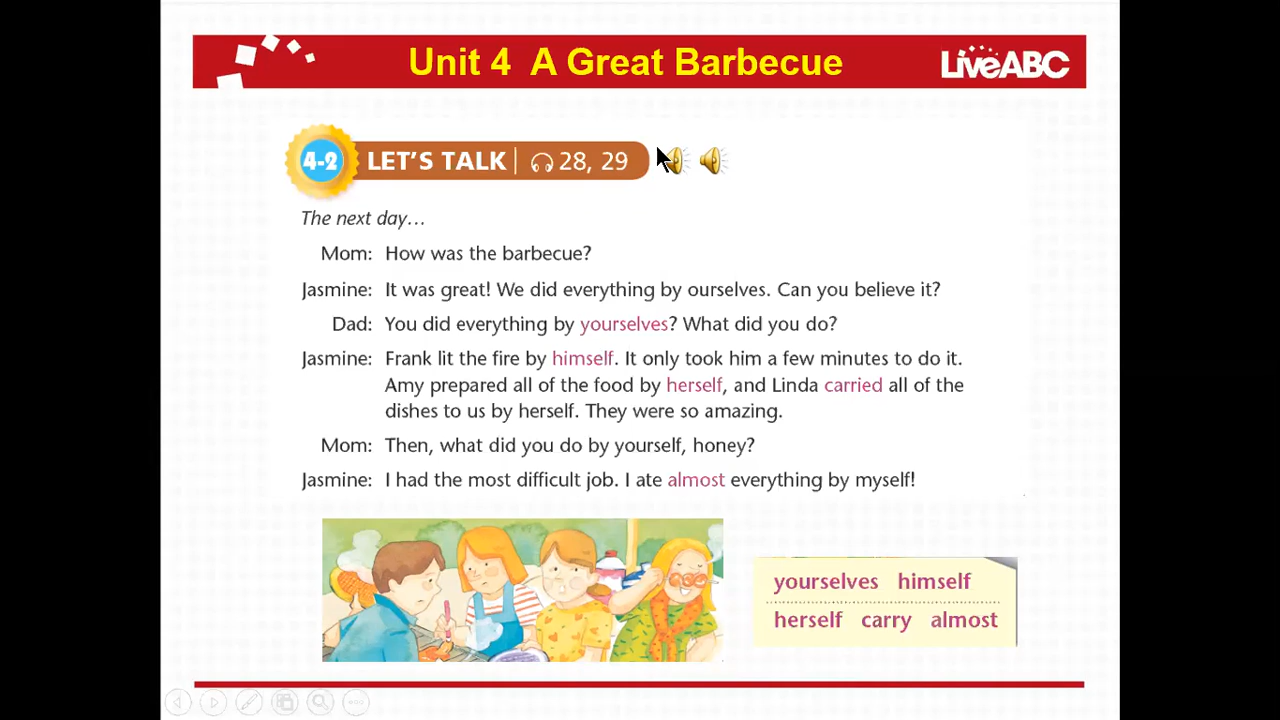 Unit 4 A Great Barbecue
LiveABC
4-2 LET'S TALK | 28, 29
The next day…
Mom: How was the barbecue?
Jasmine: It was great! We did everything by ourselves. Can you believe it?
Dad: You did everything by yourselves? What did you do?
Jasmine: Frank lit the fire by himself. It only took him a few minutes to do it.
Amy prepared all of the food by herself, and Linda carried all of the
dishes to us by herself. They were so amazing.
Mom: Then, what did you do by yourself, honey?
Jasmine: I had the most difficult job. I ate almost everything by myself!
yourselves himself
herself carry almost